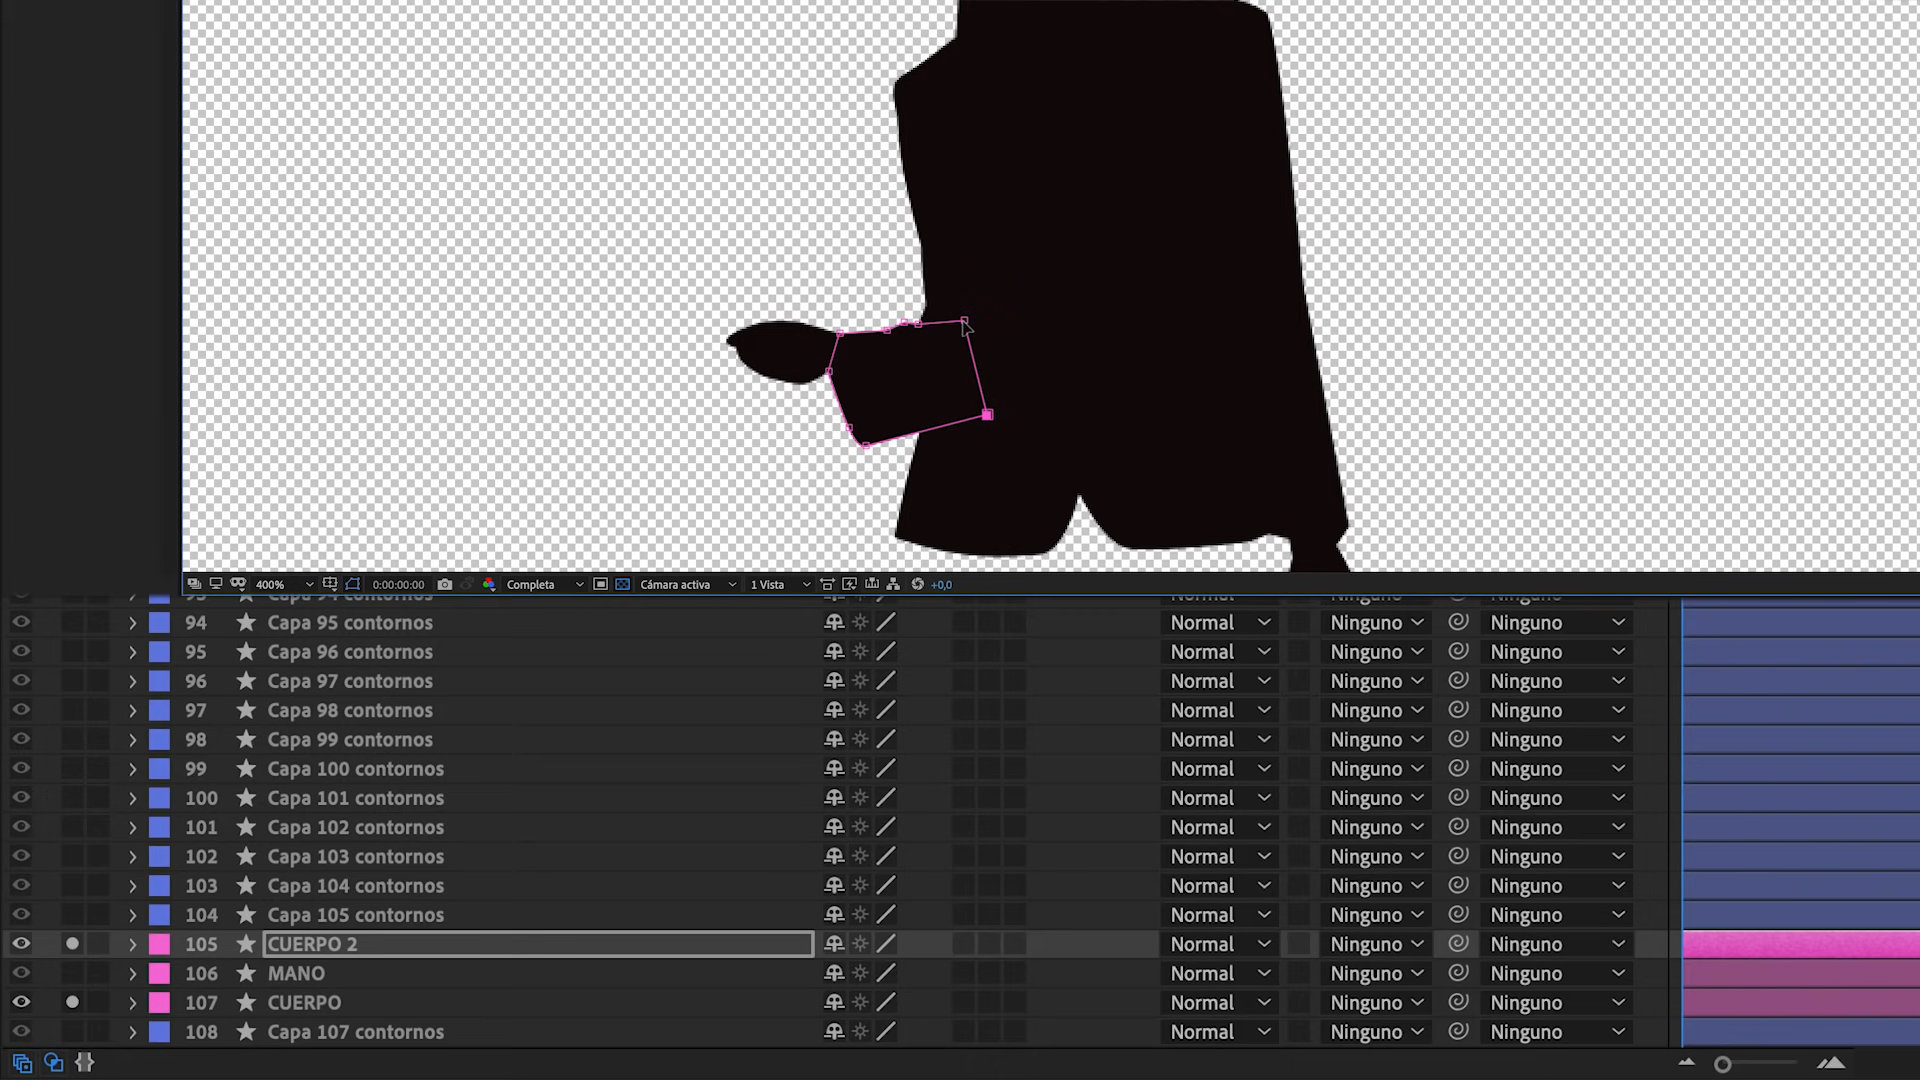 400% 0:00:00:00 Completa Cámara activa 1 Vista +0,0
94 Capa 95 contornos Normal Ninguno Ninguno
95 Capa 96 contornos Normal Ninguno Ninguno
96 Capa 97 contornos Normal Ninguno Ninguno
97 Capa 98 contornos Normal Ninguno Ninguno
98 Capa 99 contornos Normal Ninguno Ninguno
99 Capa 100 contornos Normal Ninguno Ninguno
100 Capa 101 contornos Normal Ninguno Ninguno
101 Capa 102 contornos Normal Ninguno Ninguno
102 Capa 103 contornos Normal Ninguno Ninguno
103 Capa 104 contornos Normal Ninguno Ninguno
104 Capa 105 contornos Normal Ninguno Ninguno
105 CUERPO 2 Normal Ninguno Ninguno
106 MANO Normal Ninguno Ninguno
107 CUERPO Normal Ninguno Ninguno
108 Capa 107 contornos Normal Ninguno Ninguno